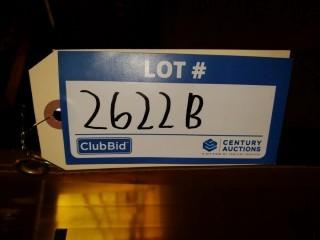 LOT #
2622B
ClubBid
CENTURY
AUCTIONS